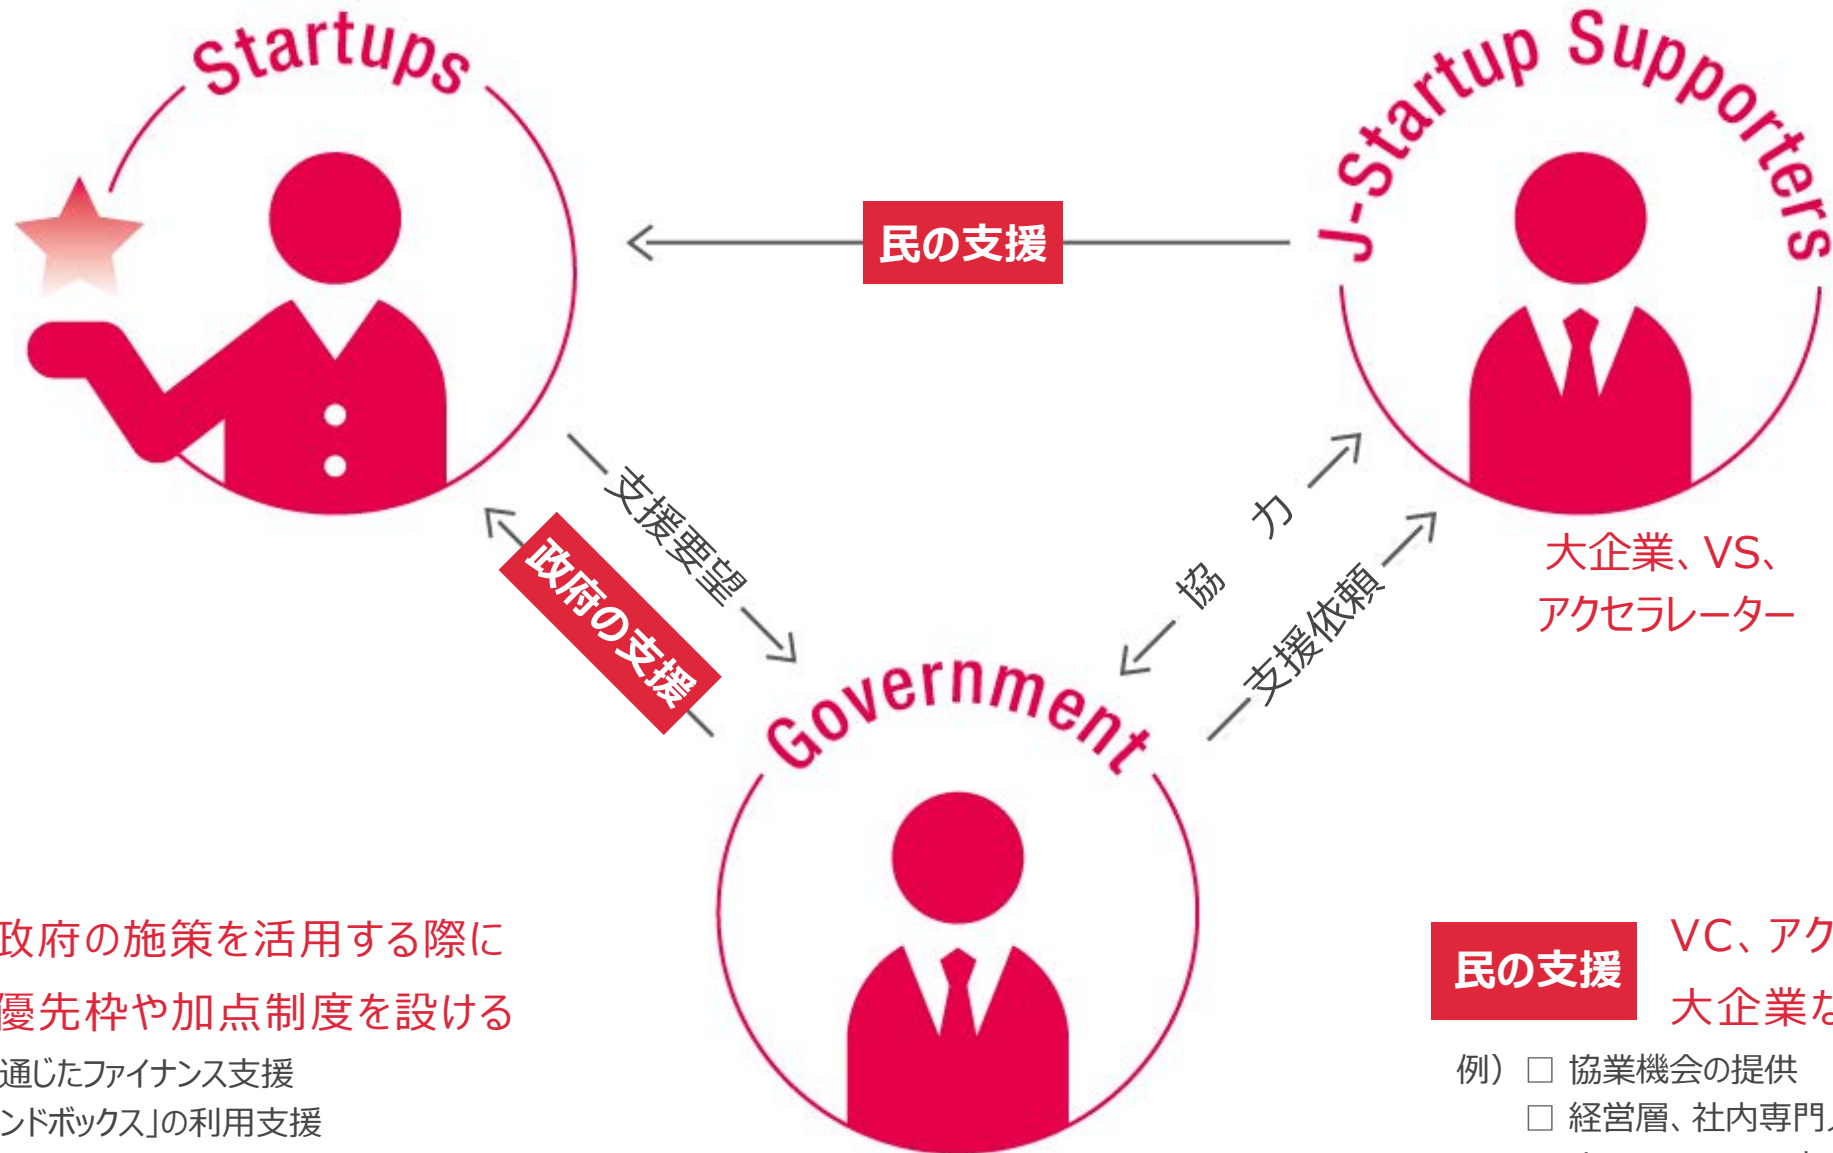 Startups
J-Startup Supporters
民の支援
支援要望
政府の支援
協 力
支援依頼
大企業、VS、
アクセラレーター
Government
政府の施策を活用する際に
優先枠や加点制度を設ける
通じたファイナンス支援
ンドボックス」の利用支援
民の支援
VC、アク
大企業な
例） □ 協業機会の提供
□ 経営層、社内専門